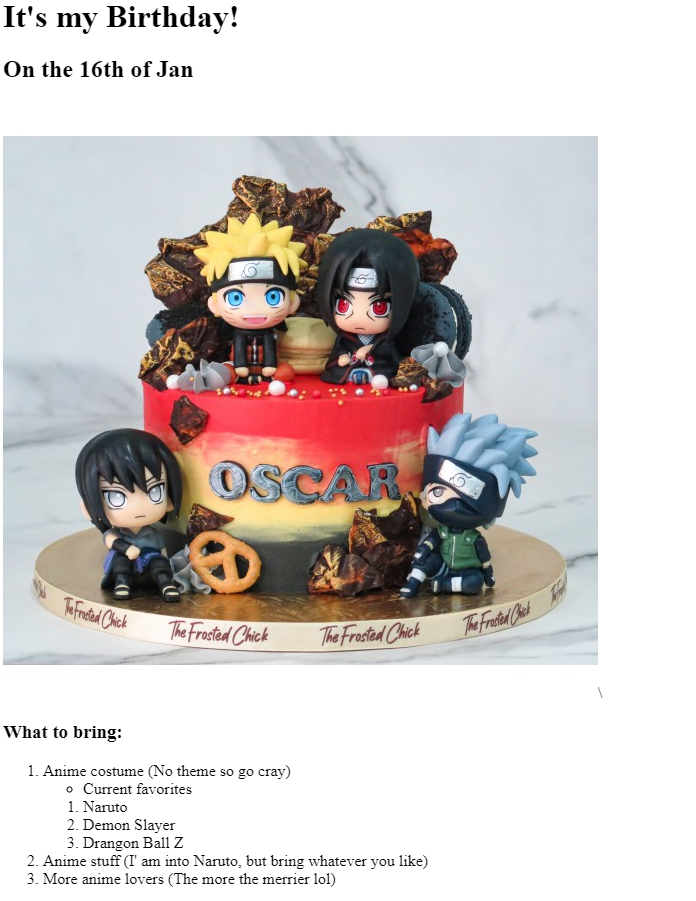 It's my Birthday!
On the 16th of Jan
OSCAR
The Frosted Chick
The Frosted Chick
The Frosted Chick
The Frosted Chick
\
What to bring:
1. Anime costume (No theme so go cray)
○ Current favorites
1. Naruto
2. Demon Slayer
3. Drangon Ball Z
2. Anime stuff (I' am into Naruto, but bring whatever you like)
3. More anime lovers (The more the merrier lol)